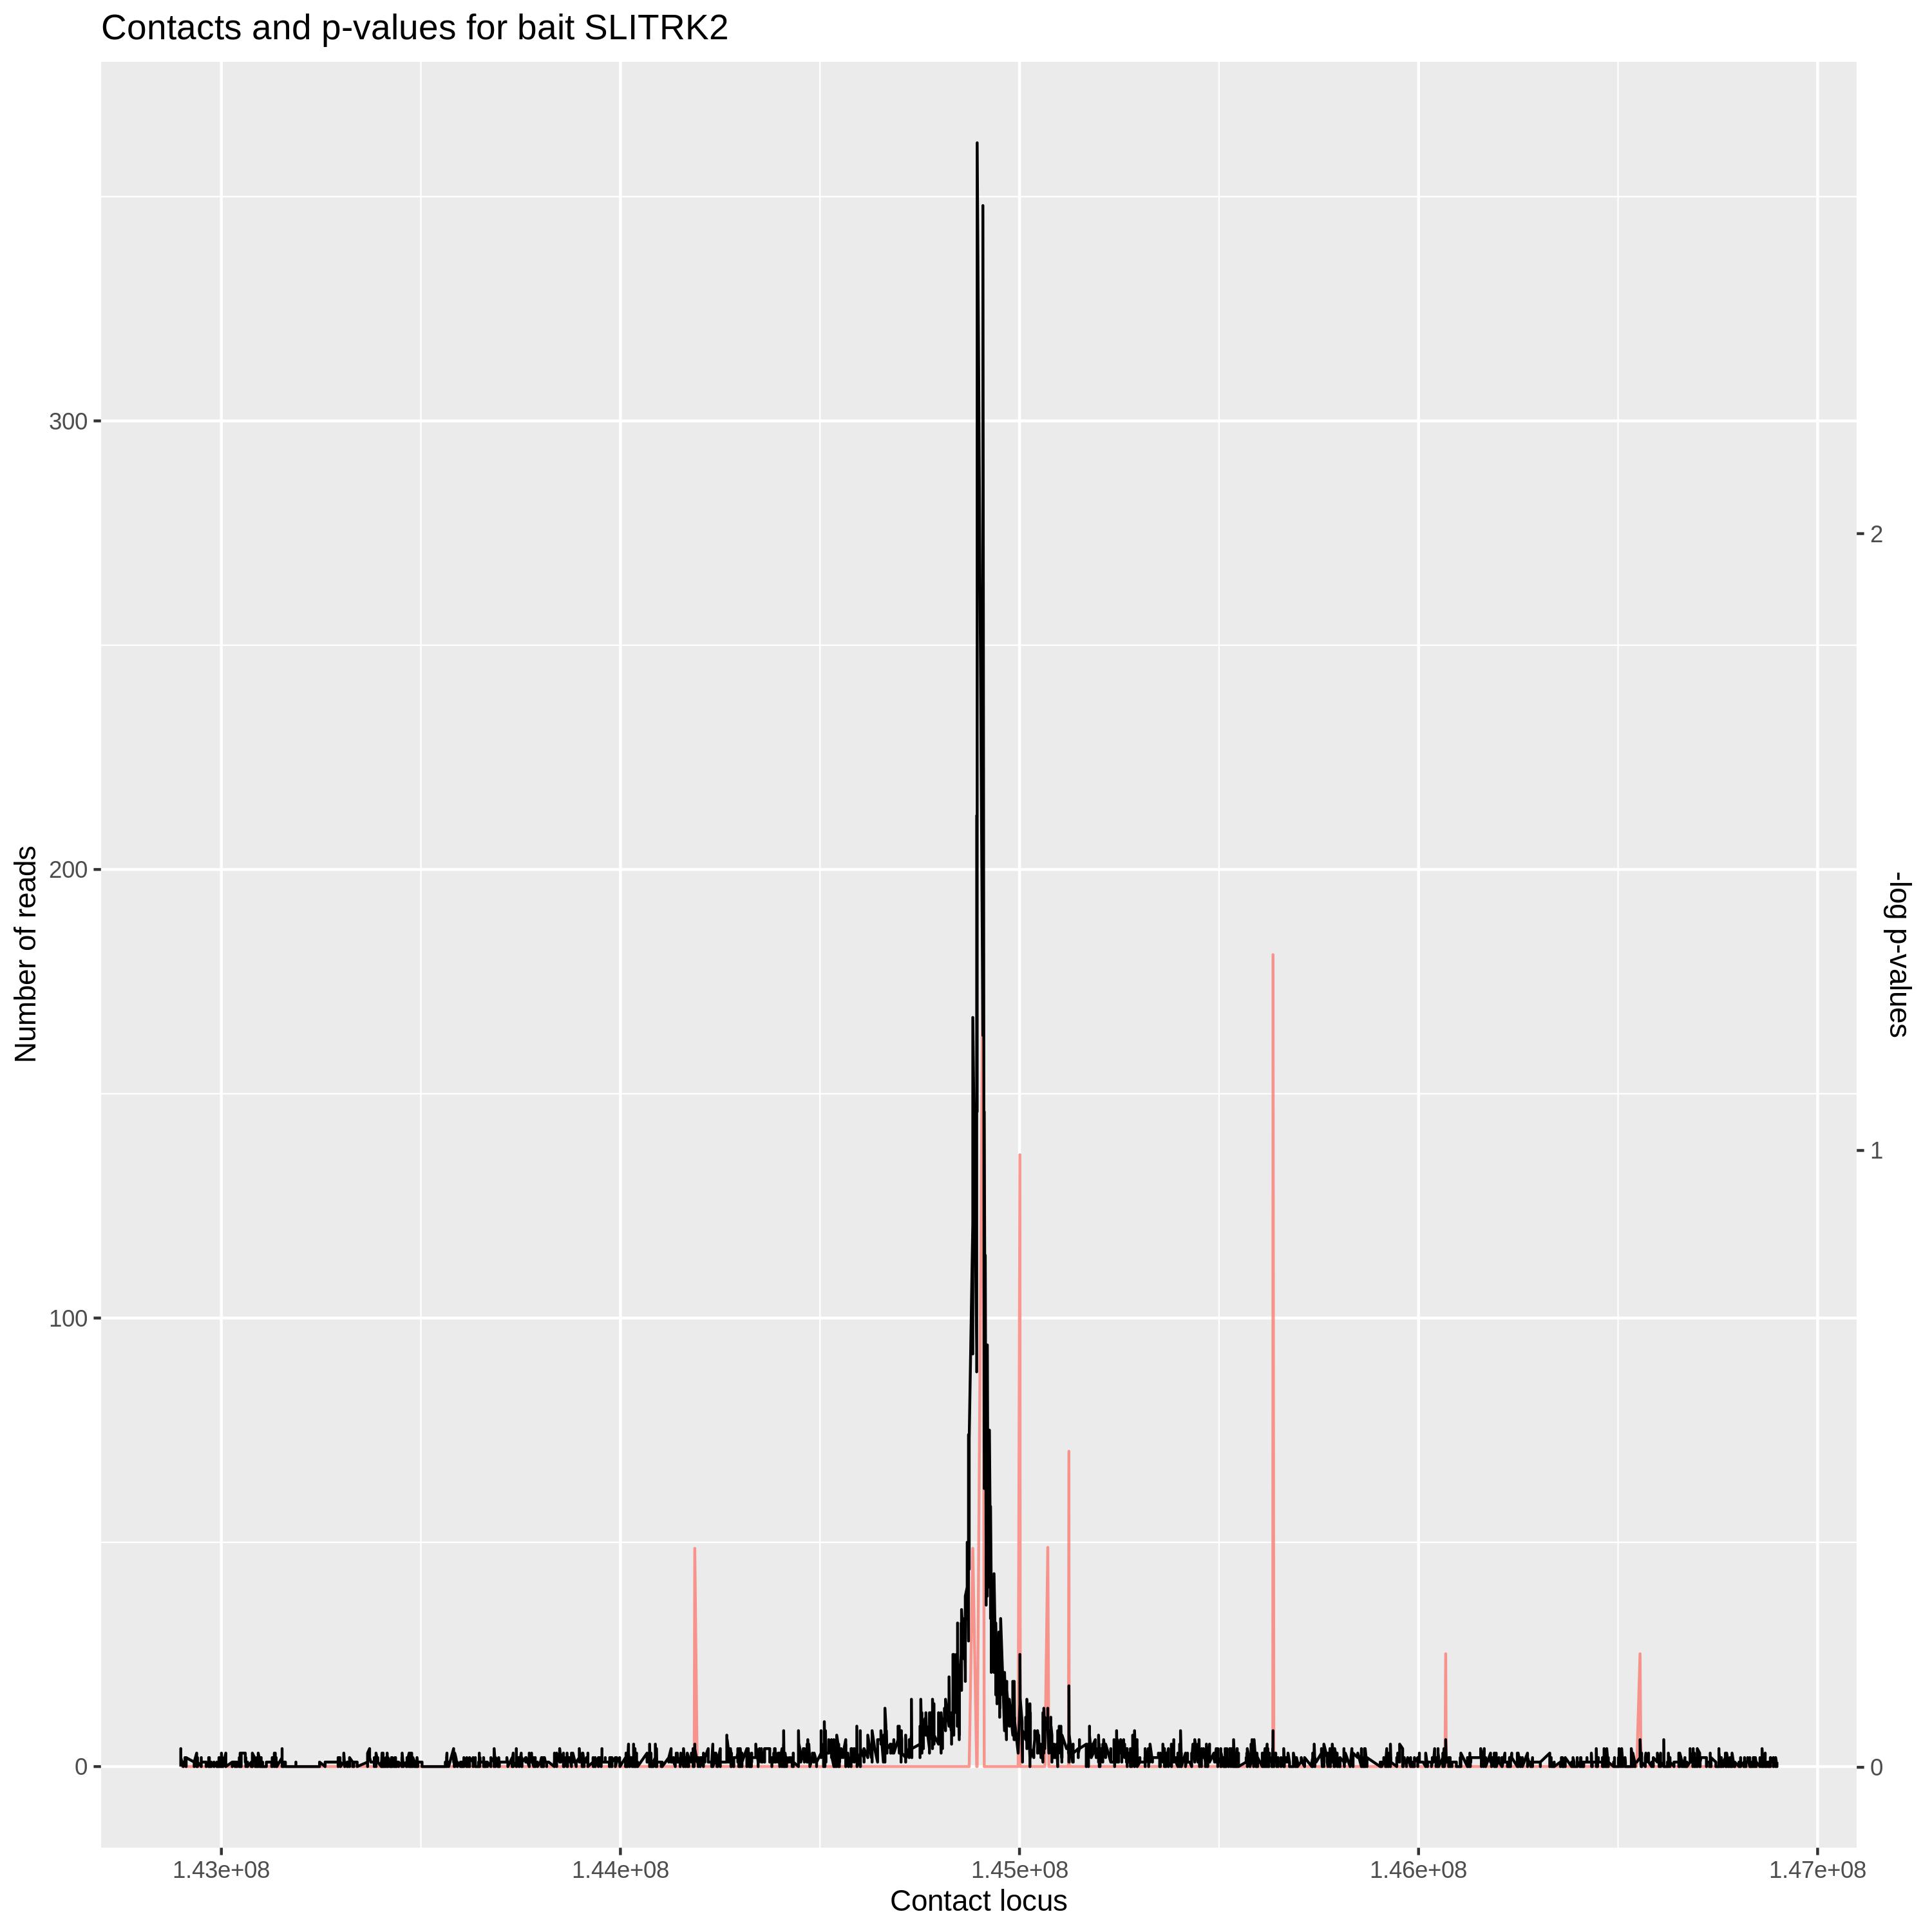 Contacts and p-values for bait SLITRK2
300
200
100
0
Number of reads
2
1
0
-log p-values
1.43e+08
1.44e+08
1.45e+08
1.46e+08
1.47e+08
Contact locus